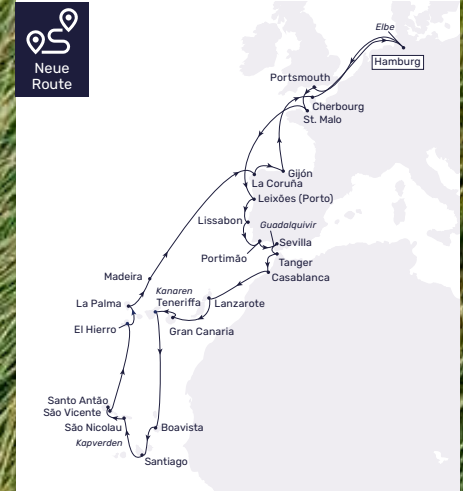 Neue
Route
Elbe
Hamburg
Portsmouth
Cherbourg
St. Malo
Gijón
La Coruña
Leixões (Porto)
Lissabon
Guadalquivir
Sevilla
Portimão
Tanger
Casablanca
Madeira
Kanaren
Teneriffa
Lanzarote
La Palma
El Hierro
Gran Canaria
Santo Antão
São Vicente
São Nicolau
Boavista
Kapverden
Santiago